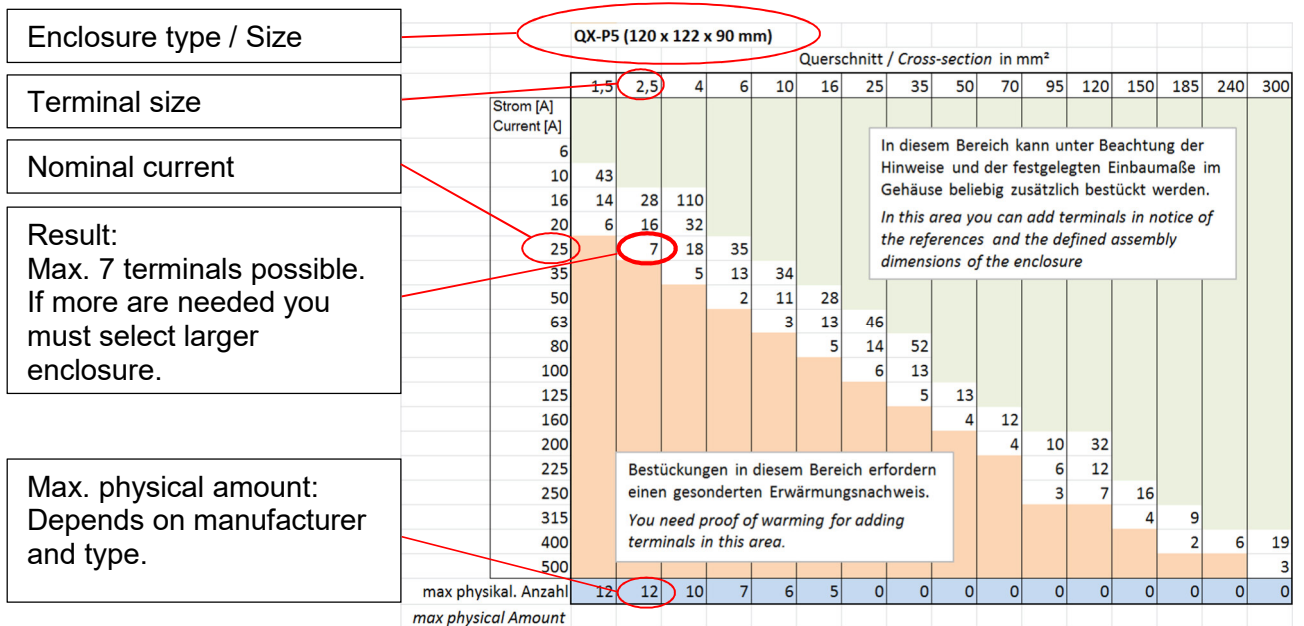 Enclosure type / Size
Terminal size
Nominal current
Result:
Max. 7 terminals possible.
If more are needed you
must select larger
enclosure.
Max. physical amount:
Depends on manufacturer
and type.
QX-P5 (120 x 122 x 90 mm)
Querschnitt / Cross-section in mm²
1,5 2,5 4 6 10 16 25 35 50 70 95 120 150 185 240 300
Strom [A]
Current [A]
6
10 43
16 14 28 110
20 6 16 32
25 7 18 35
35 5 13 34
50 2 11 28
63 3 13 46
80 5 14 52
100 6 13
125 5 13
160 4 12
200 4 10 32
225 6 12
250 3 7 16
315 4 9
400 2 6 19
500 3
max physikal. Anzahl 12 12 10 7 6 5 0 0 0 0 0 0 0 0 0 0
max physical Amount
In diesem Bereich kann unter Beachtung der
Hinweise und der festgelegten Einbaumaße im
Gehäuse beliebig zusätzlich bestückt werden.
In this area you can add terminals in notice of
the references and the defined assembly
dimensions of the enclosure
Bestückungen in diesem Bereich erfordern
einen gesonderten Erwärmungsnachweis.
You need proof of warming for adding
terminals in this area.